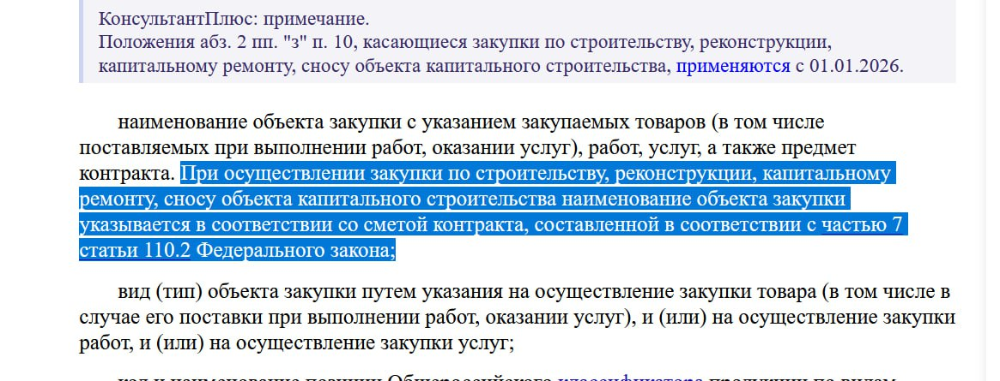 КонсультантПлюс: примечание.
Положения абз. 2 пп. "з" п. 10, касающиеся закупки по строительству, реконструкции,
капитальному ремонту, сносу объекта капитального строительства, применяются с 01.01.2026.
наименование объекта закупки с указанием закупаемых товаров (в том числе
поставляемых при выполнении работ, оказании услуг), работ, услуг, а также предмет
контракта. При осуществлении закупки по строительству, реконструкции, капитальному
ремонту, сносу объекта капитального строительства наименование объекта закупки
указывается в соответствии со сметой контракта, составленной в соответствии с частью 7
статьи 110.2 Федерального закона;
вид (тип) объекта закупки путем указания на осуществление закупки товара (в том числе в
случае его поставки при выполнении работ, оказании услуг), и (или) на осуществление закупки
работ, и (или) на осуществление закупки услуг;
код и наименование позиции Общероссийского классификатора продукции по видам